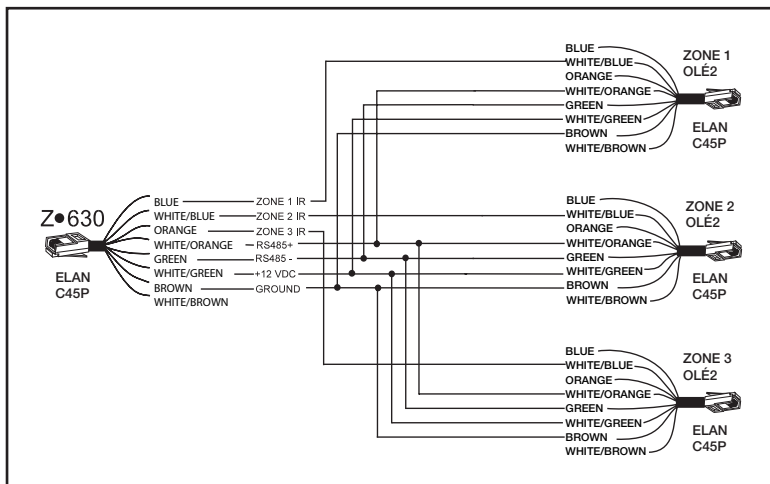 BLUE
WHITE/BLUE
ORANGE
WHITE/ORANGE
GREEN
WHITE/GREEN
BROWN
WHITE/BROWN
ZONE 1
OLÉ2
ELAN
C45P
Z•630
ELAN
C45P
BLUE ZONE 1 IR
WHITE/BLUE ZONE 2 IR
ORANGE ZONE 3 IR
WHITE/ORANGE RS485+
GREEN RS485 -
WHITE/GREEN +12 VDC
BROWN GROUND
WHITE/BROWN
BLUE
WHITE/BLUE
ORANGE
WHITE/ORANGE
GREEN
WHITE/GREEN
BROWN
WHITE/BROWN
ZONE 2
OLÉ2
ELAN
C45P
BLUE
WHITE/BLUE
ORANGE
WHITE/ORANGE
GREEN
WHITE/GREEN
BROWN
WHITE/BROWN
ZONE 3
OLÉ2
ELAN
C45P